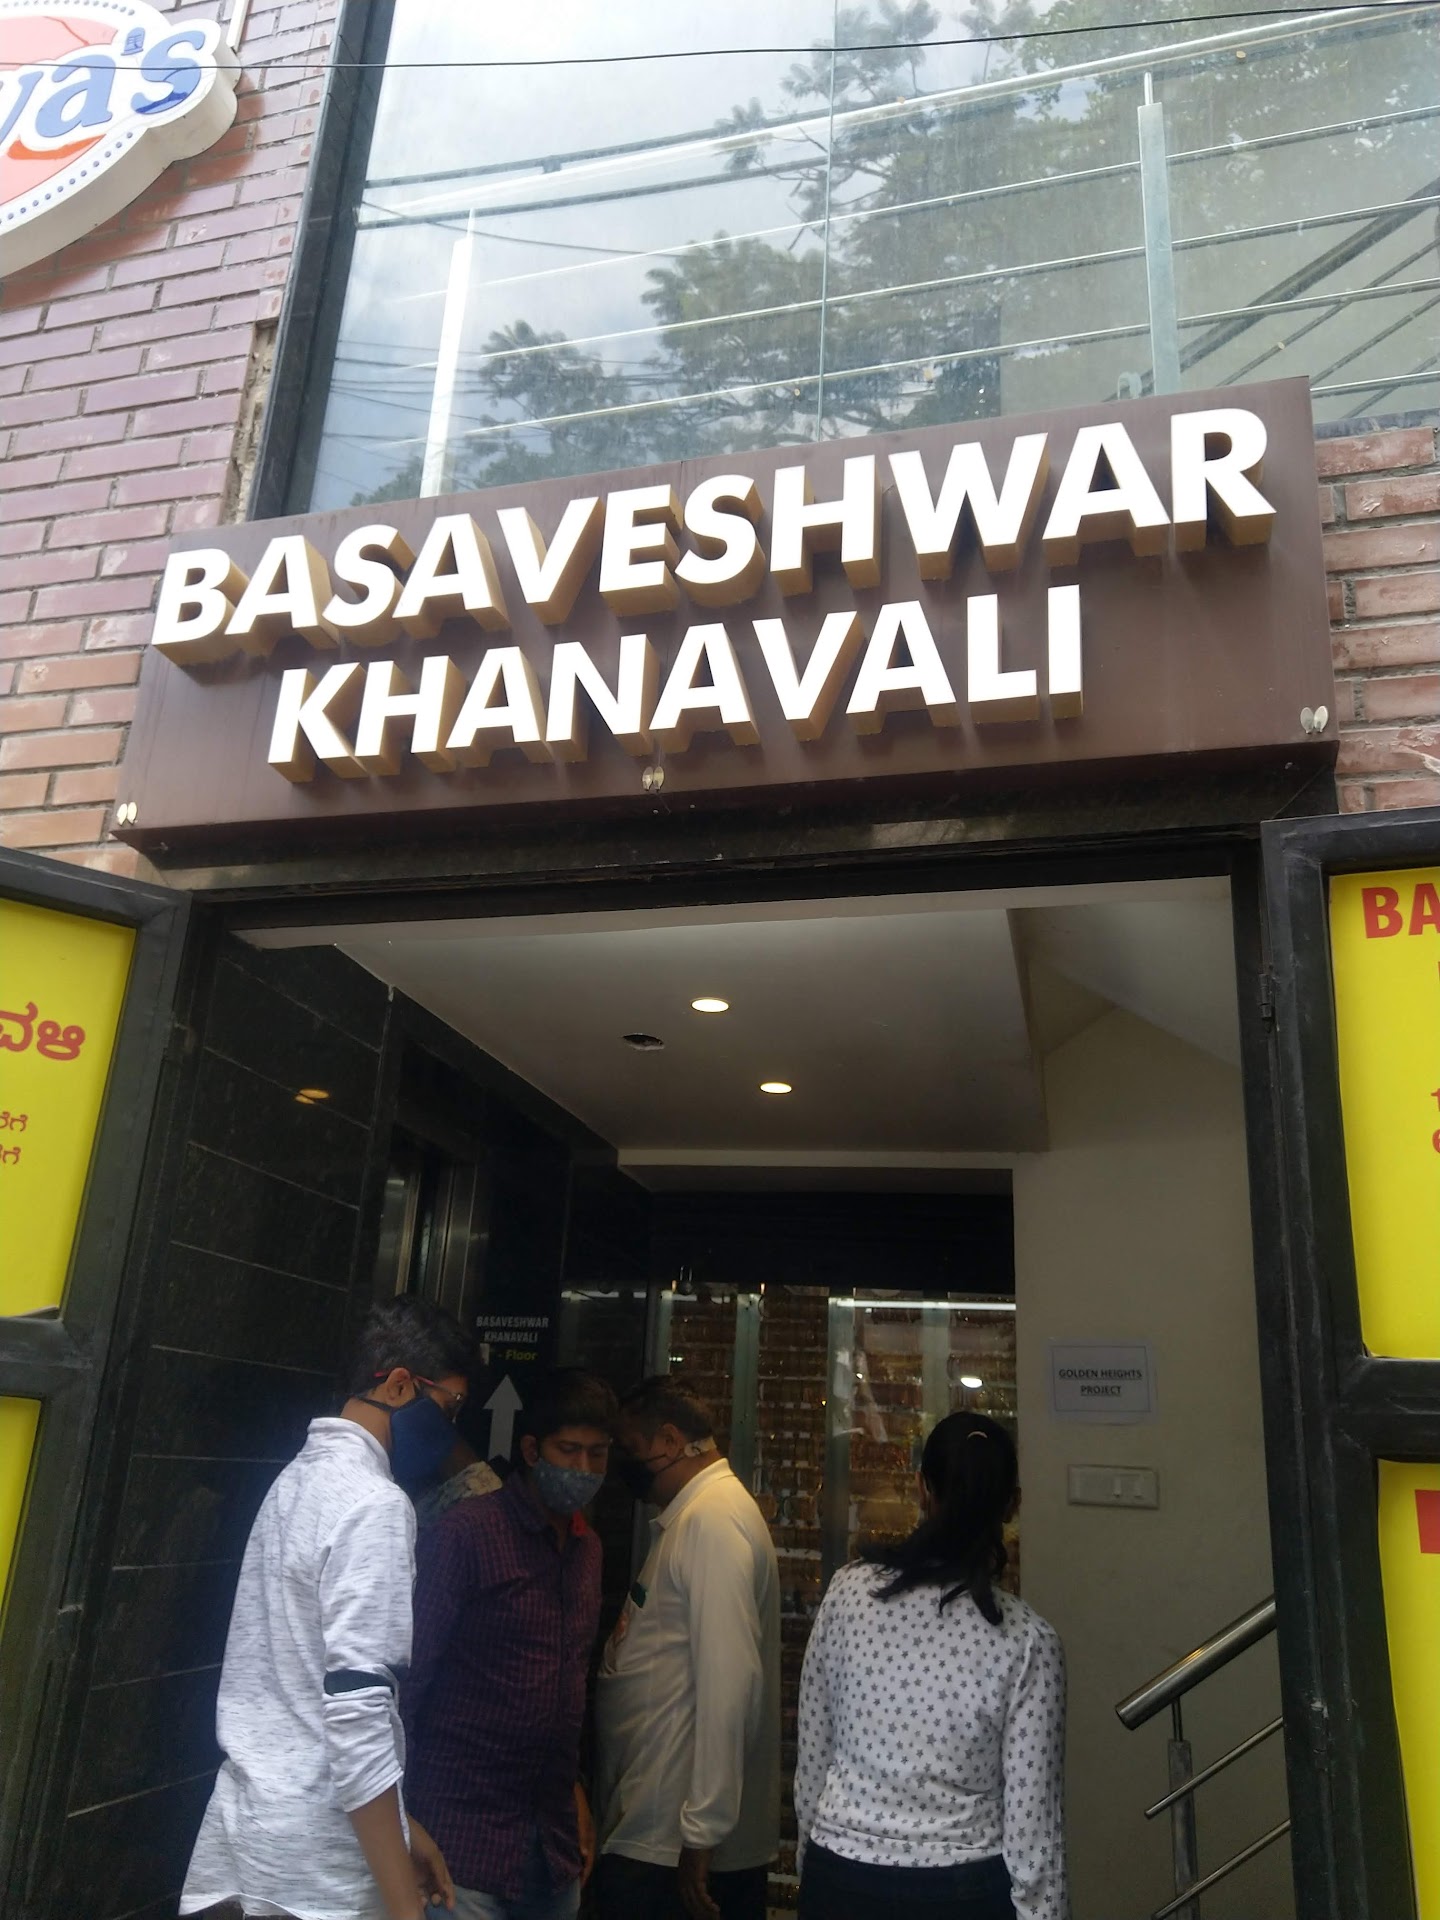 BASAVESHWAR
KHANAVALI
BASAVESHWAR
KHANAVALI
- Floor
GOLDEN HEIGHTS
PROJECT